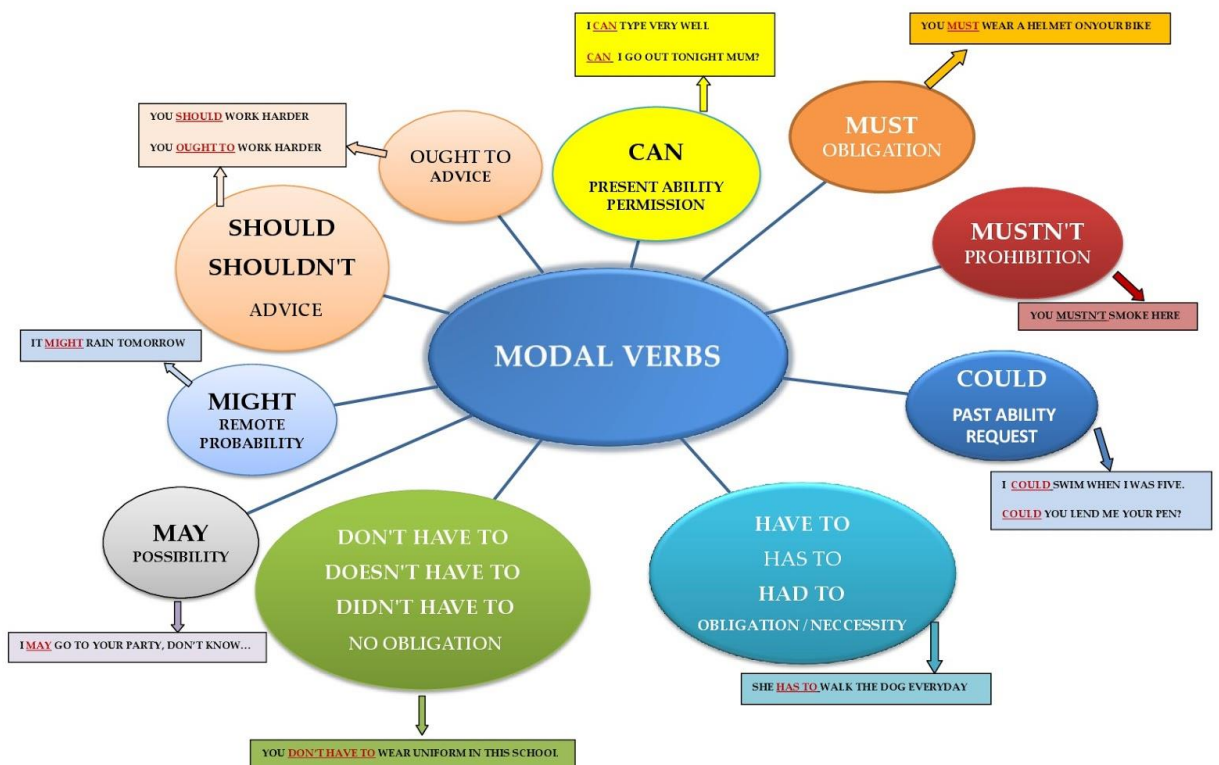 I CAN TYPE VERY WELL
CAN I GO OUT TONIGHT MUM?
YOU MUST WEAR A HELMET ONYOUR BIKE
YOU SHOULD WORK HARDER
YOU OUGHT TO WORK HARDER
OUGHT TO
ADVICE
CAN
PRESENT ABILITY
PERMISSION
MUST
OBLIGATION
SHOULD
SHOULDN'T
ADVICE
MUSTN'T
PROHIBITION
YOU MUSTN'T SMOKE HERE
IT MIGHT RAIN TOMORROW
MODAL VERBS
MIGHT
REMOTE
PROBABILITY
COULD
PAST ABILITY
REQUEST
I COULD SWIM WHEN I WAS FIVE.
COULD YOU LEND ME YOUR PEN?
MAY
POSSIBILITY
I MAY GO TO YOUR PARTY, DON'T KNOW...
DON'T HAVE TO
DOESN'T HAVE TO
DIDN'T HAVE TO
NO OBLIGATION
YOU DON'T HAVE TO WEAR UNIFORM IN THIS SCHOOL
HAVE TO
HAS TO
HAD TO
OBLIGATION / NECCESSITY
SHE HAS TO WALK THE DOG EVERYDAY